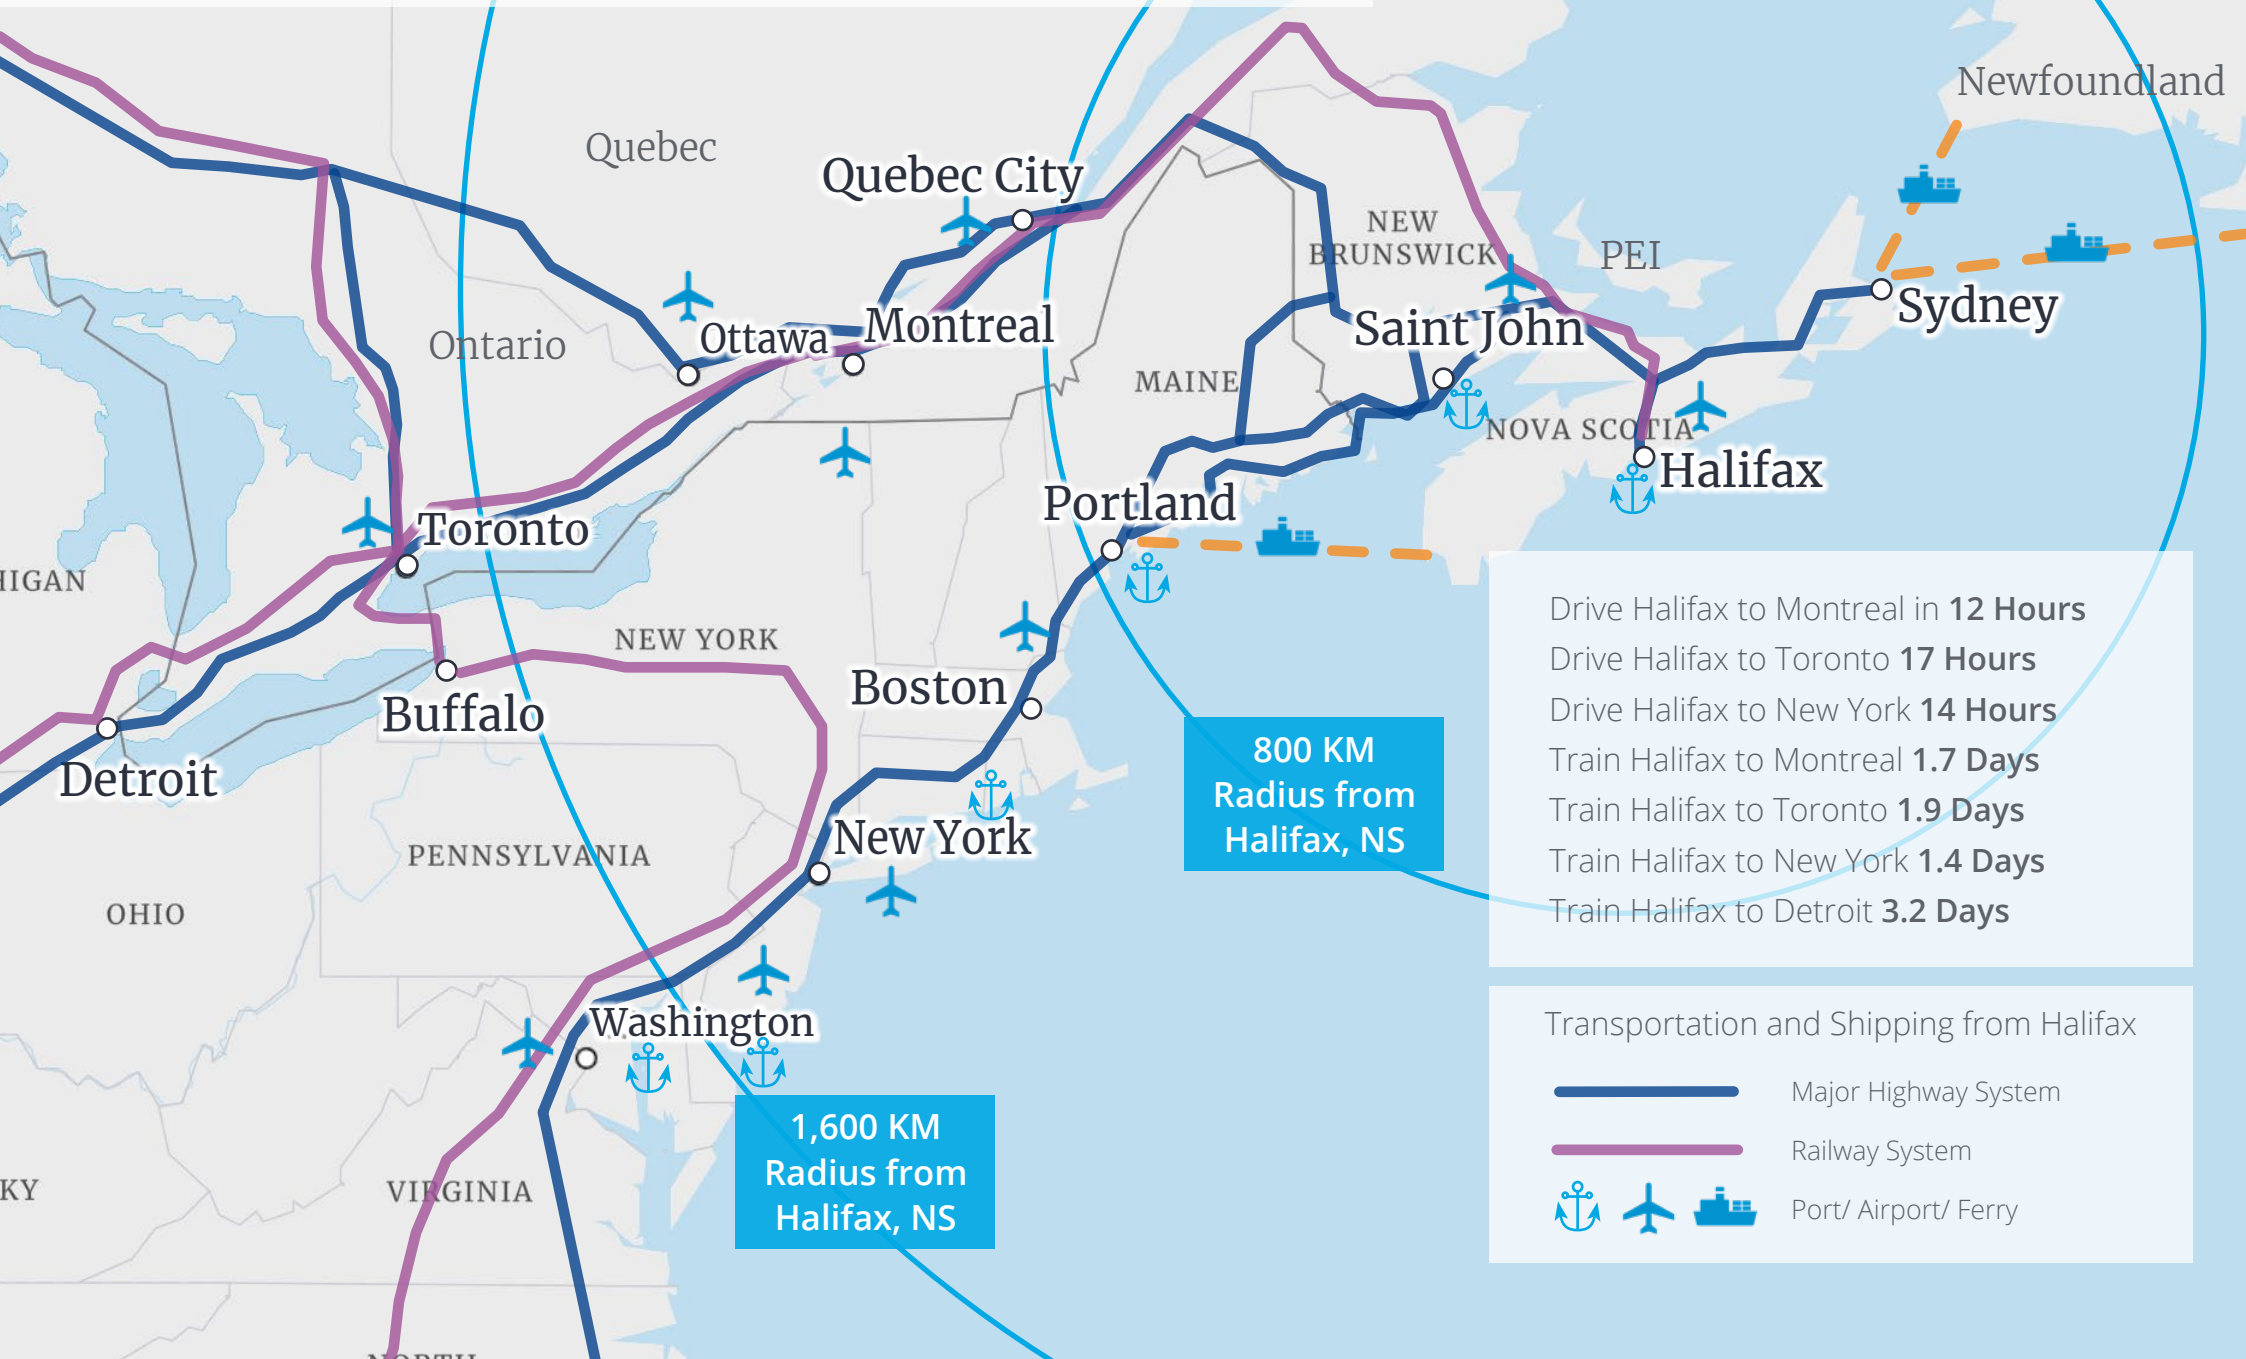 Newfoundland
Quebec
Quebec City
NEW
BRUNSWICK
PEI
Sydney
Ottawa
Montreal
Saint John
Ontario
MAINE
NOVA SCOTIA
Halifax
Portland
Toronto
HIGAN
NEW YORK
Boston
Buffalo
Detroit
New York
PENNSYLVANIA
OHIO
Washington
KY
VIRGINIA
NORTH
800 KM
Radius from
Halifax, NS
1,600 KM
Radius from
Halifax, NS
Drive Halifax to Montreal in 12 Hours
Drive Halifax to Toronto 17 Hours
Drive Halifax to New York 14 Hours
Train Halifax to Montreal 1.7 Days
Train Halifax to Toronto 1.9 Days
Train Halifax to New York 1.4 Days
Train Halifax to Detroit 3.2 Days
Transportation and Shipping from Halifax
Major Highway System
Railway System
Port/ Airport/ Ferry